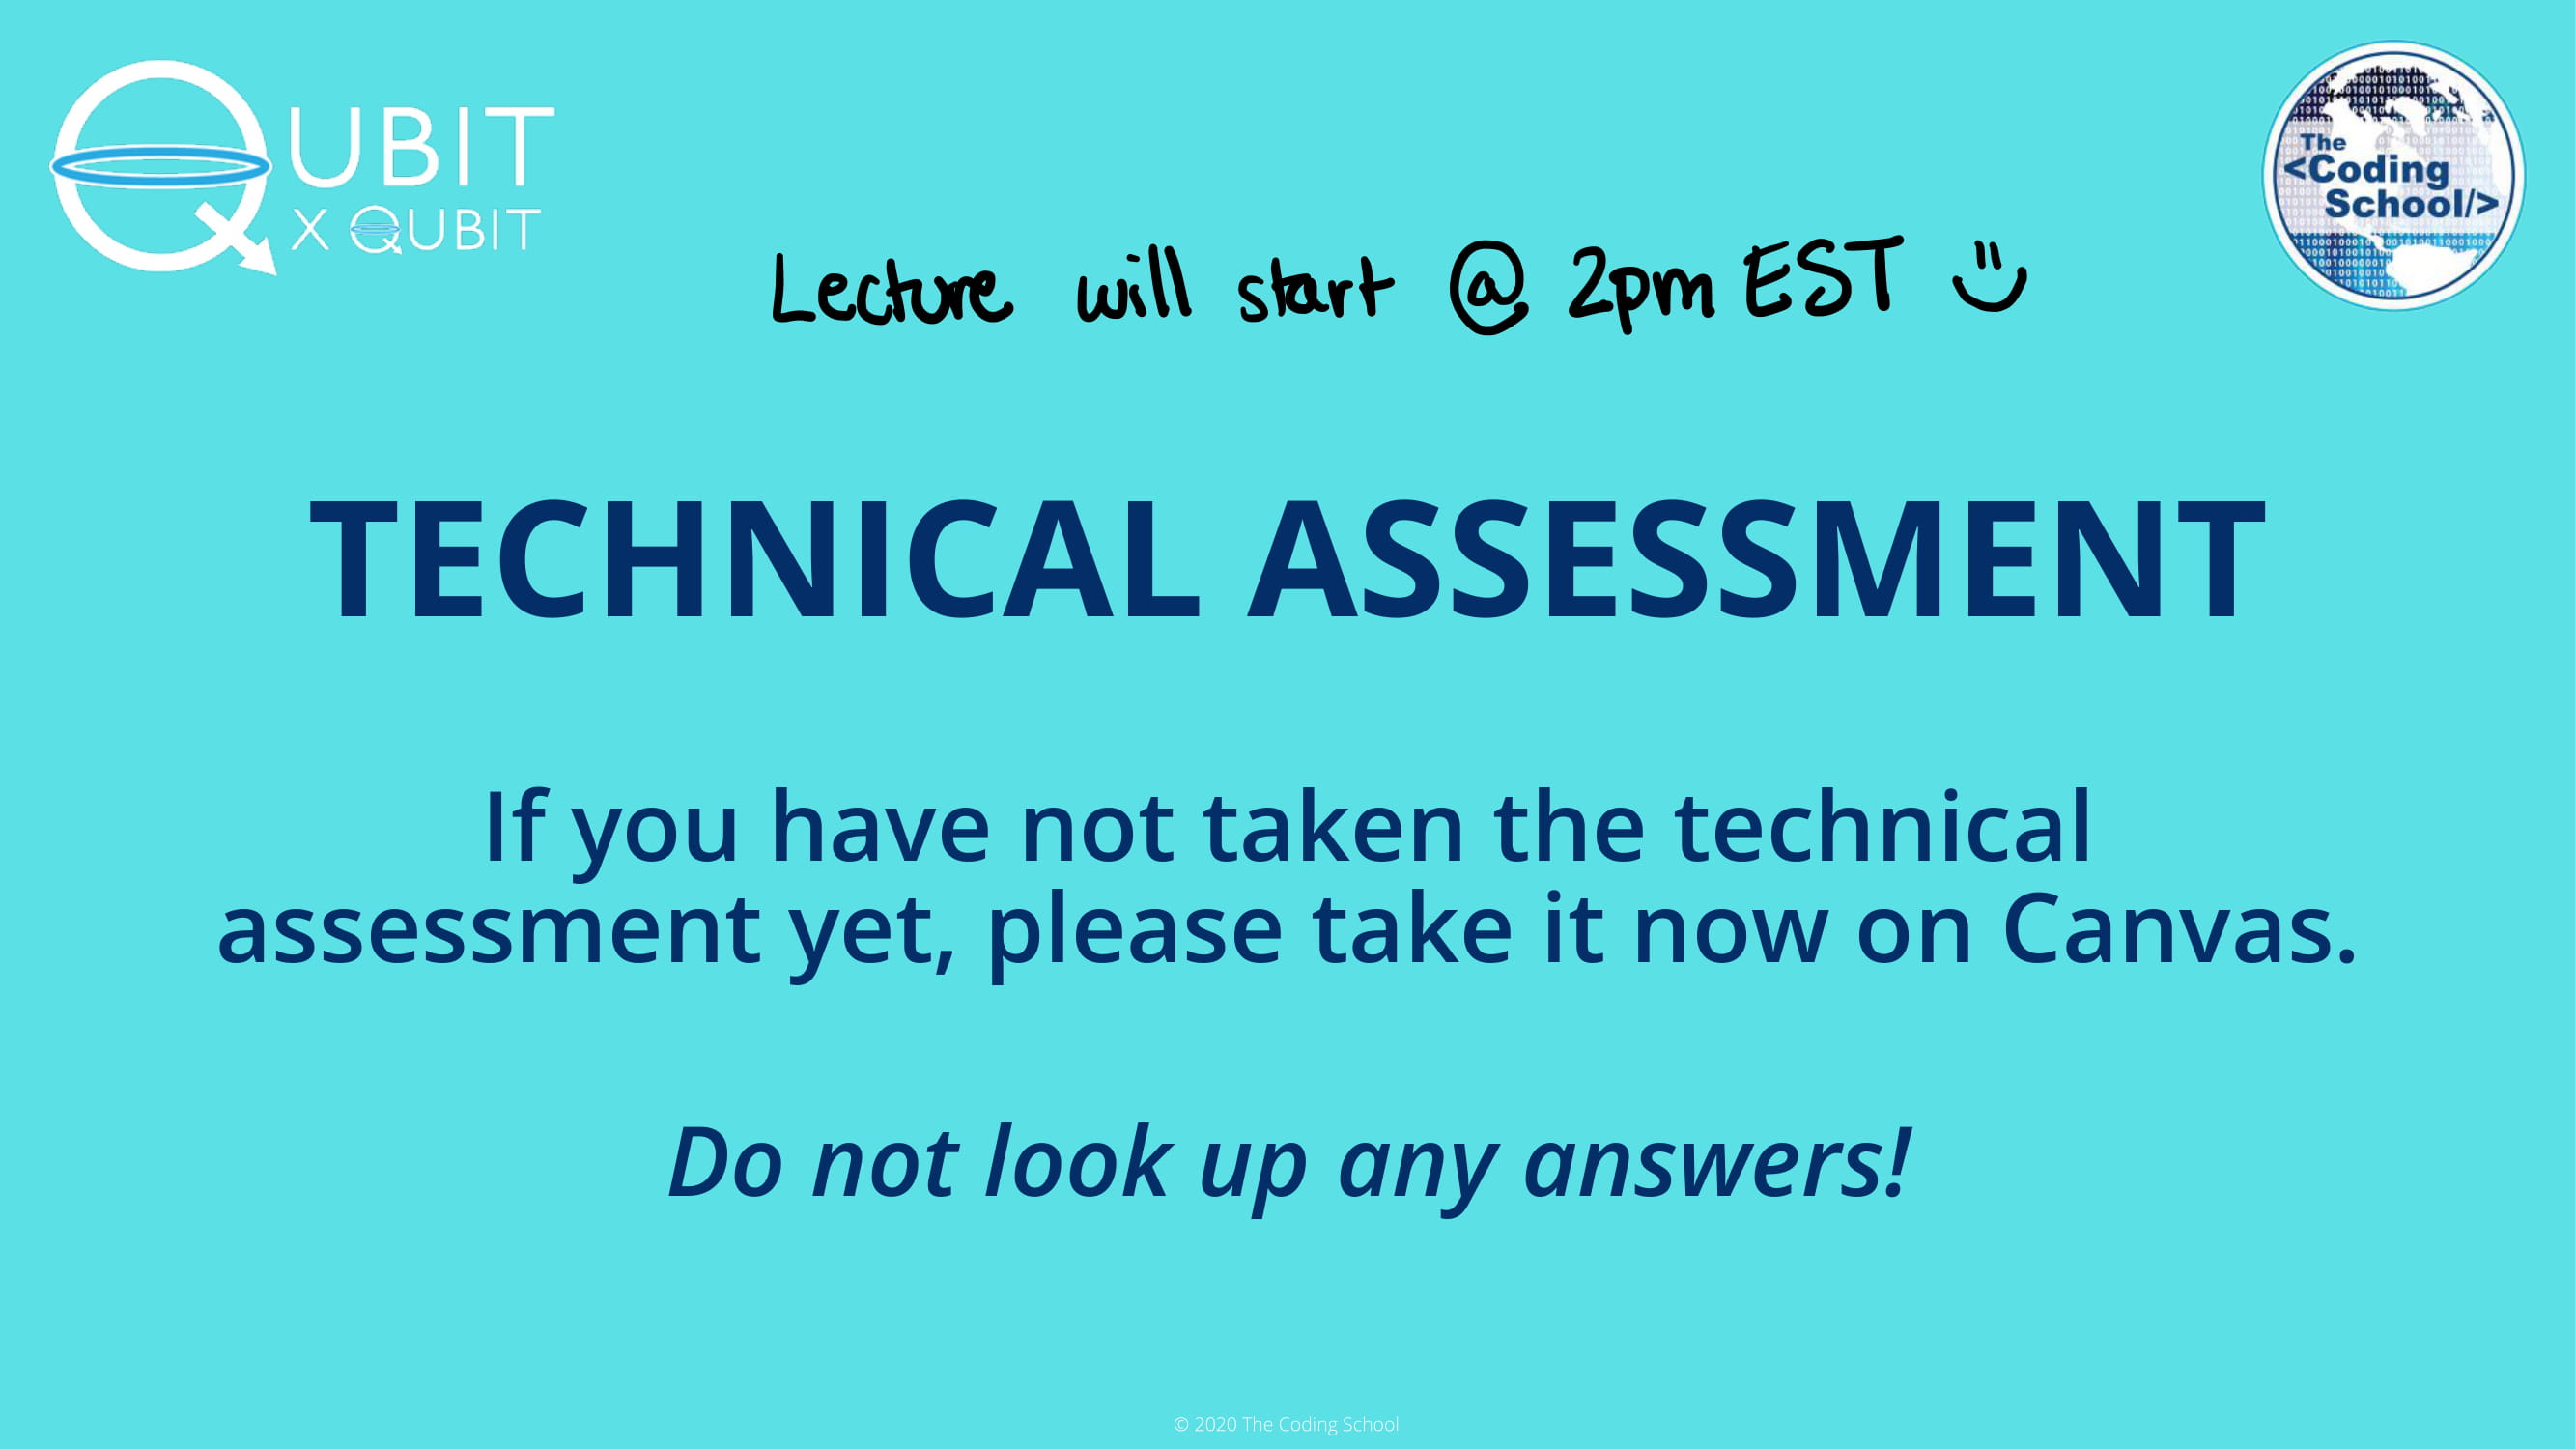 QUBIT
X QUBIT
The
<Coding
School/>
Lecture will start @ 2pm EST
TECHNICAL ASSESSMENT
If you have not taken the technical
assessment yet, please take it now on Canvas.
Do not look up any answers!
© 2020 The Coding School